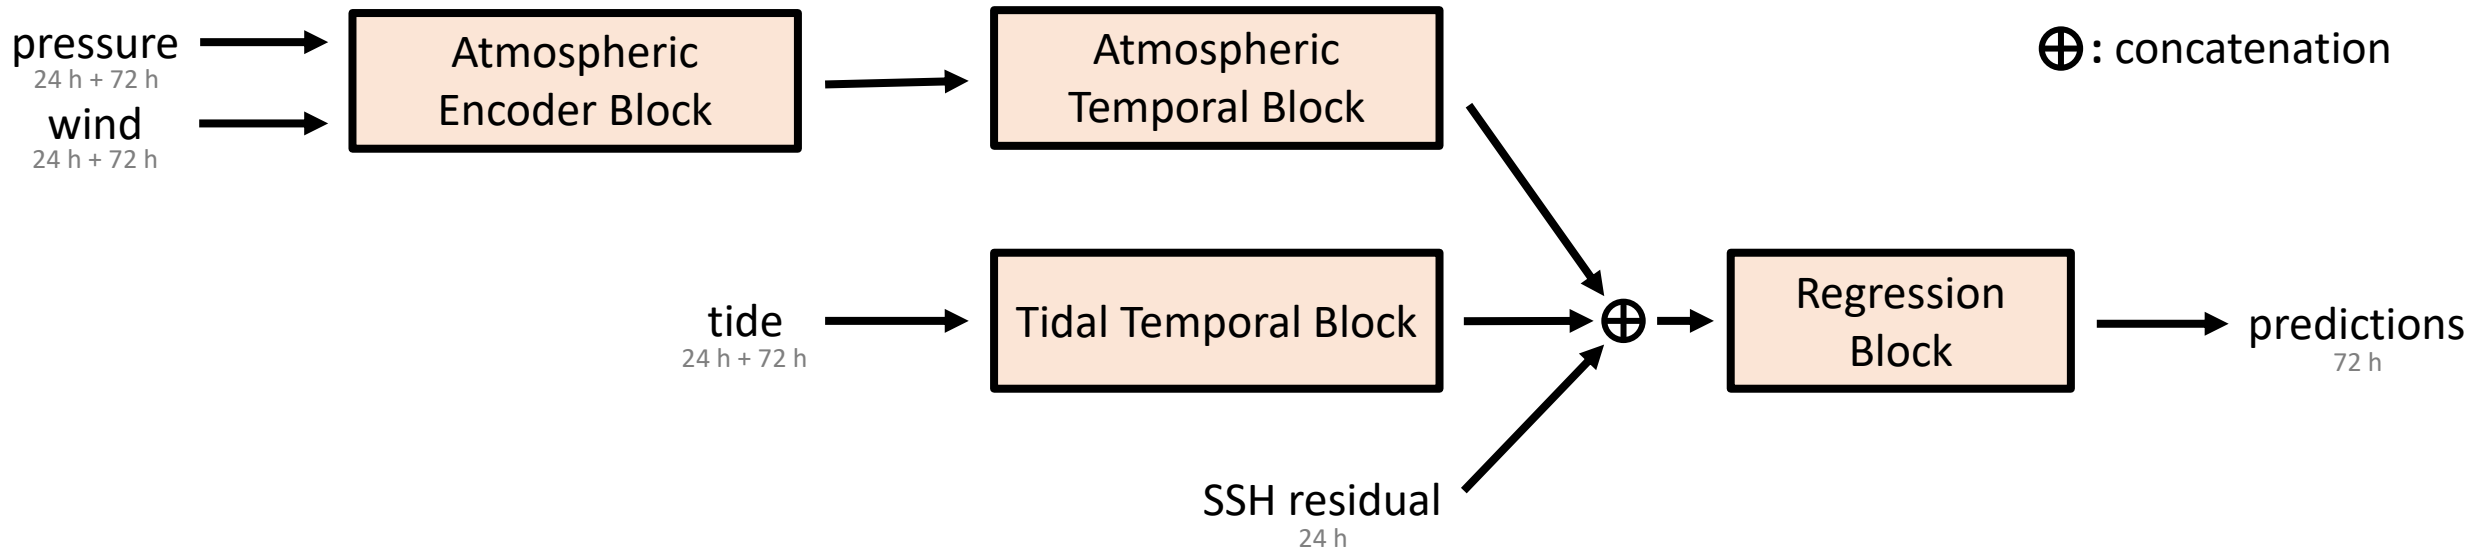 pressure
24 h + 72 h
wind
24 h + 72 h
Atmospheric
Encoder Block
Atmospheric
Temporal Block
⊕: concatenation
tide
24 h + 72 h
Tidal Temporal Block
SSH residual
24 h
Regression
Block
predictions
72 h